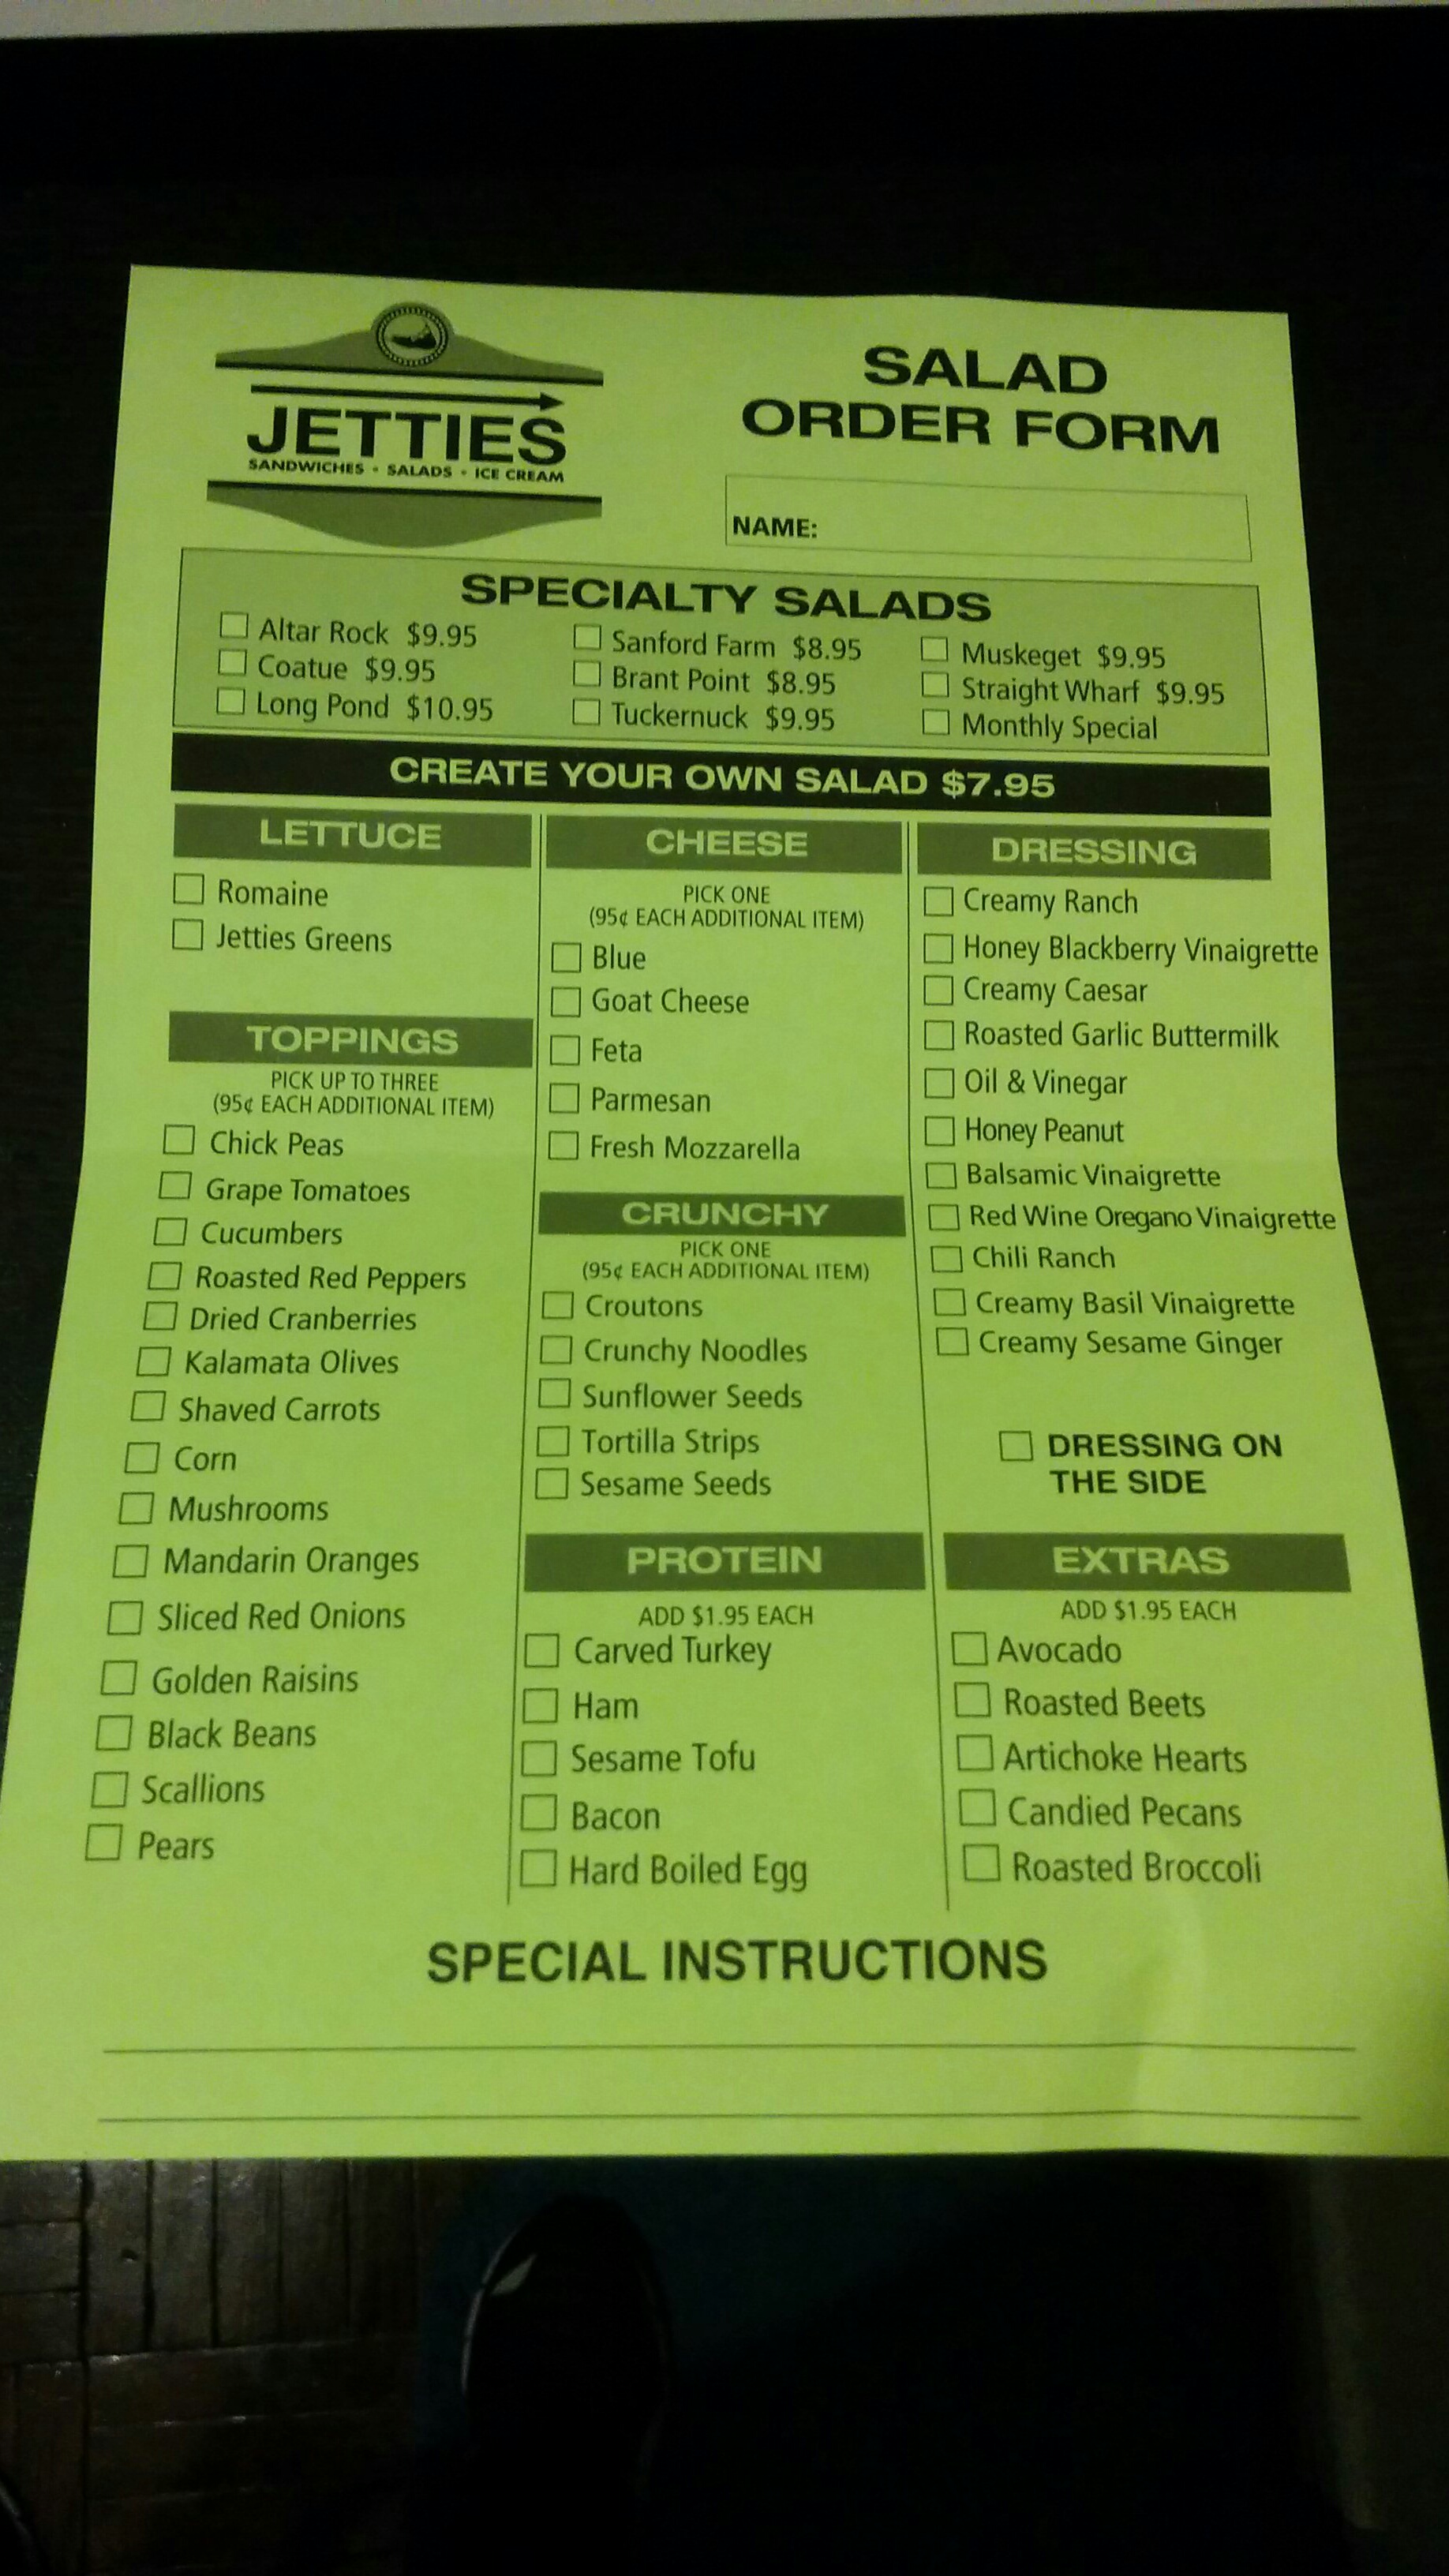 JETTIES
SANDWICHES • SALADS • ICE CREAM
SALAD
ORDER FORM
NAME:
SPECIALTY SALADS
Altar Rock $9.95
Coatue $9.95
Long Pond $10.95
Sanford Farm $8.95
Brant Point $8.95
Tuckernuck $9.95
Muskeget $9.95
Straight Wharf $9.95
Monthly Special
CREATE YOUR OWN SALAD $7.95
LETTUCE
Romaine
Jetties Greens
TOPPINGS
PICK UP TO THREE
(95¢ EACH ADDITIONAL ITEM)
Chick Peas
Grape Tomatoes
Cucumbers
Roasted Red Peppers
Dried Cranberries
Kalamata Olives
Shaved Carrots
Corn
Mushrooms
Mandarin Oranges
Sliced Red Onions
Golden Raisins
Black Beans
Scallions
Pears
CHEESE
PICK ONE
(95¢ EACH ADDITIONAL ITEM)
Blue
Goat Cheese
Feta
Parmesan
Fresh Mozzarella
CRUNCHY
PICK ONE
(95¢ EACH ADDITIONAL ITEM)
Croutons
Crunchy Noodles
Sunflower Seeds
Tortilla Strips
Sesame Seeds
PROTEIN
ADD $1.95 EACH
Carved Turkey
Ham
Sesame Tofu
Bacon
Hard Boiled Egg
DRESSING
Creamy Ranch
Honey Blackberry Vinaigrette
Creamy Caesar
Roasted Garlic Buttermilk
Oil & Vinegar
Honey Peanut
Balsamic Vinaigrette
Red Wine Oregano Vinaigrette
Chili Ranch
Creamy Basil Vinaigrette
Creamy Sesame Ginger
DRESSING ON
THE SIDE
EXTRAS
ADD $1.95 EACH
Avocado
Roasted Beets
Artichoke Hearts
Candied Pecans
Roasted Broccoli
SPECIAL INSTRUCTIONS